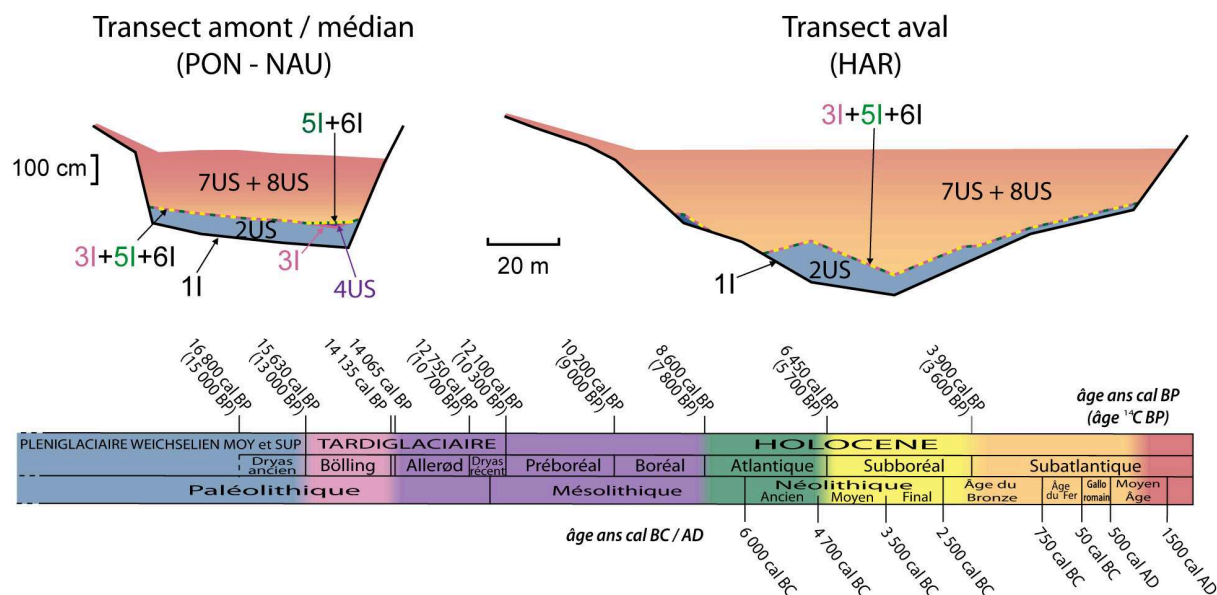 Transect amont / médian
(PON - NAU)
Transect aval
(HAR)
5I+6I
3I+5I+6I
100 cm
7US + 8US
7US + 8US
2US
3I+5I+6I
3I
1I
4US
20 m
1I
2US
16 800 cal BP
(15 000 BP)
15 630 cal BP
(13 000 BP)
14 135 cal BP
14 065 cal BP
12 750 cal BP
(10 700 BP)
12 100 cal BP
(10 300 BP)
10 200 cal BP
(9 000 BP)
8 600 cal BP
(7 800 BP)
6 450 cal BP
(5 700 BP)
3 900 cal BP
(3 600 BP)
âge ans cal BP
(âge ¹⁴C BP)
PLENIGLACIAIRE WEICHSELIEN MOY et SUP TARDIGLACIAIRE HOLOCENE
Dryas ancien Bölling Allerød Dryas récent Préboréal Boréal Atlantique Subboréal Subatlantique
Paléolithique Mésolithique Néolithique Ancien Moyen Final Âge du Bronze Âge du Fer Gallo romain Moyen Âge
âge ans cal BC / AD
6 000 cal BC
4 700 cal BC
3 500 cal BC
2 500 cal BC
750 cal BC
50 cal BC
500 cal AD
1500 cal AD